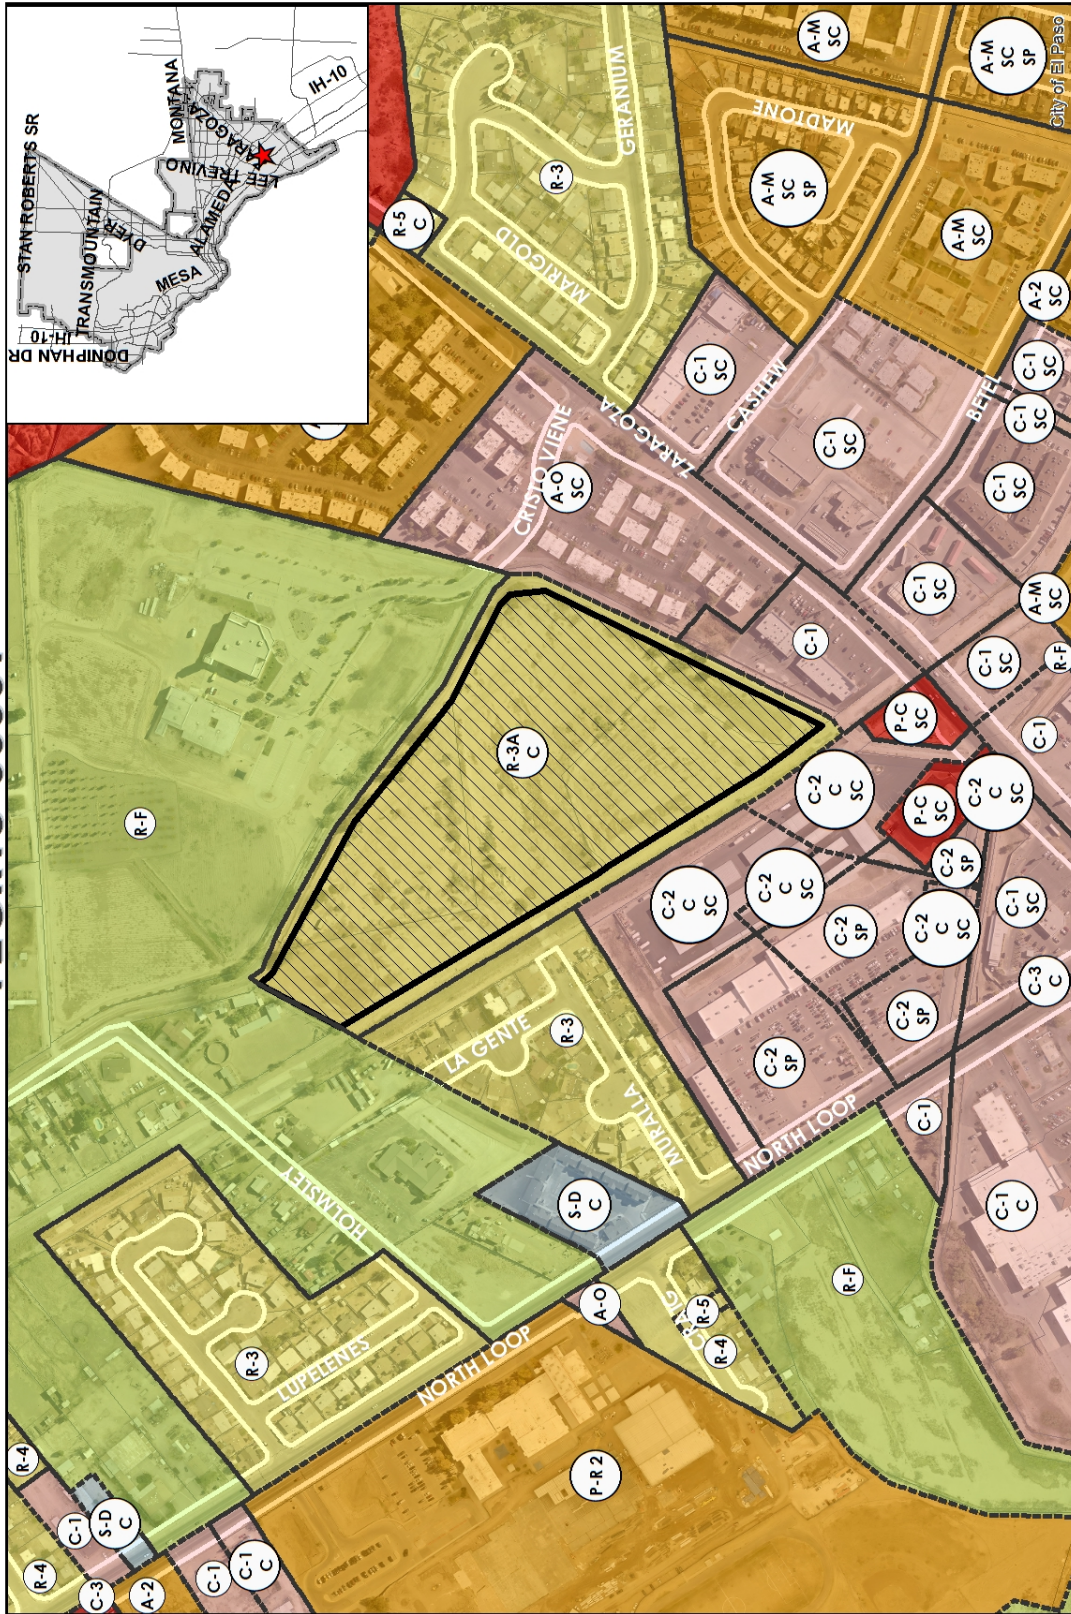 STAN ROBERTS SR
MONTANA
TRANSMOUNTAIN
DYER
LEE TREVINO
IH-10
ALAMEDA
MESA
IH-10
DONIPHAN DR
R-5
C
R-3
GERANIUM
MARIGOLD
A-M
SC
A-M
SC
SP
City of El Paso
MADTONE
A-M
SC
SP
A-M
SC
A-2
SC
C-1
SC
C-1
SC
CASHEW
BETEL
C-1
SC
C-1
SC
C-1
SC
ZARAGOZA
CRISTO VIENE
A-O
SC
C-1
SC
A-M
SC
C-1
SC
R-F
C-1
C-1
R-F
R-3A
C
P-C
SC
C-2
C
SC
P-C
SC
C-2
C
SC
C-2
SP
C-2
C
SC
C-2
C
SC
C-2
SP
C-2
C
SC
C-1
SC
C-2
SP
C-3
C
C-2
SP
LA GENTE
R-3
MURALLA
NORTH LOOP
C-1
C-1
C
HOLMSLEY
S-D
C
R-F
A-O
CRAIG
R-5
R-4
R-3
LUPELENES
NORTH LOOP
P-R 2
R-4
C-1
S-D
C
R-4
C-3
A-2
C-1
C-1
C